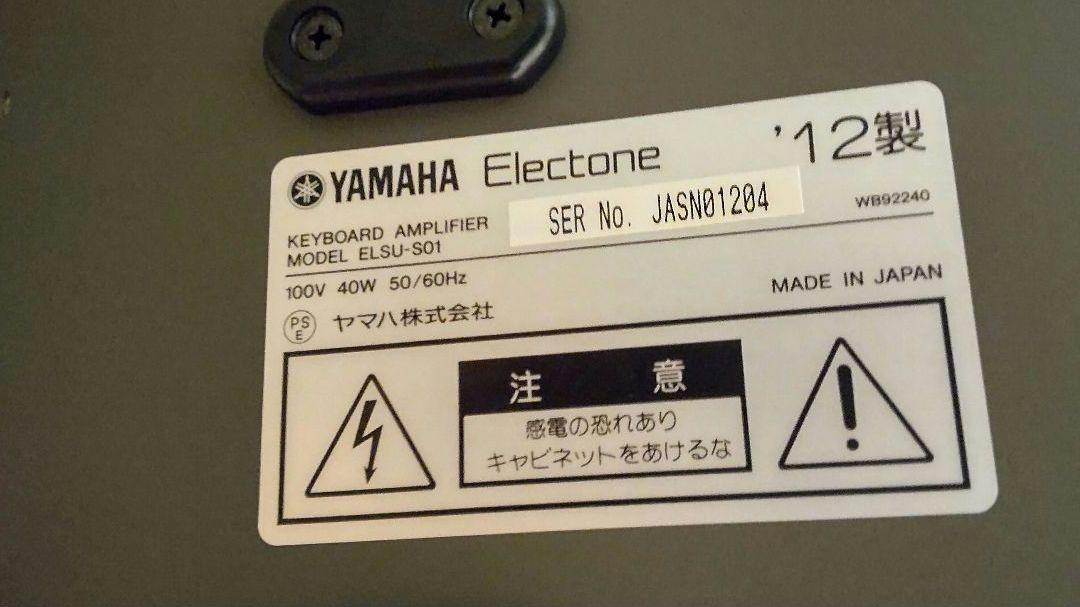 YAMAHA Electone '12製
KEYBOARD AMPLIFIER
MODEL ELSU-S01
SER No. JASN01204
WB92240
100V 40W 50/60Hz
MADE IN JAPAN
PS
E
ヤマハ株式会社
注 意
感電の恐れあり
キャビネットをあけるな